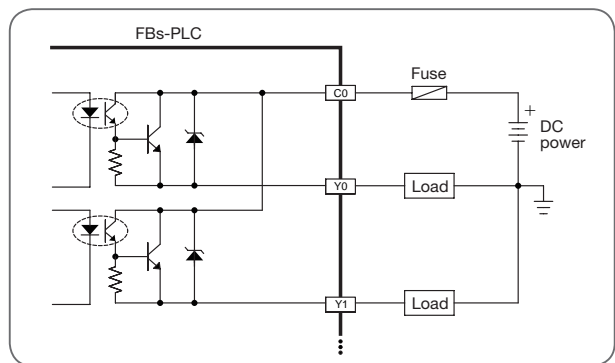 FBs-PLC
C0
Fuse
+
DC
power
Y0
Load
Y1
Load